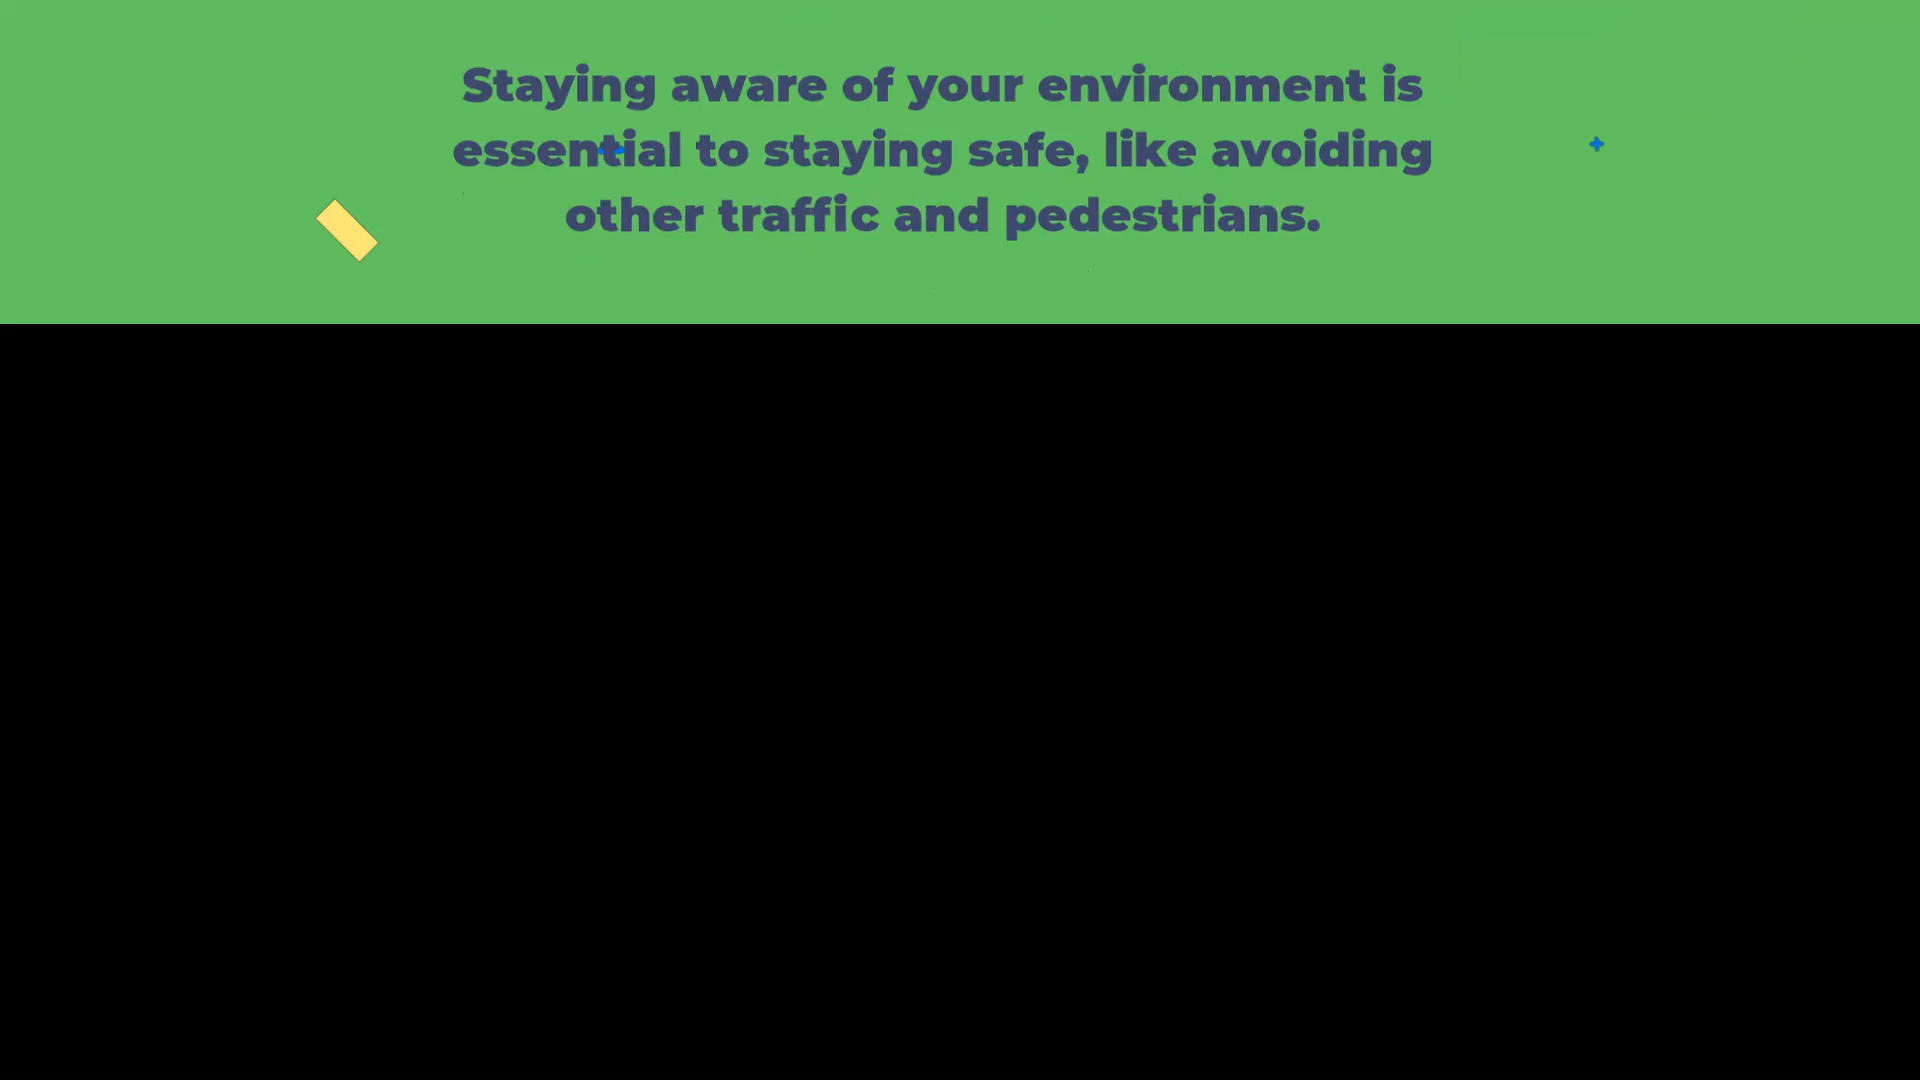 Staying aware of your environment is
essential to staying safe, like avoiding
other traffic and pedestrians.